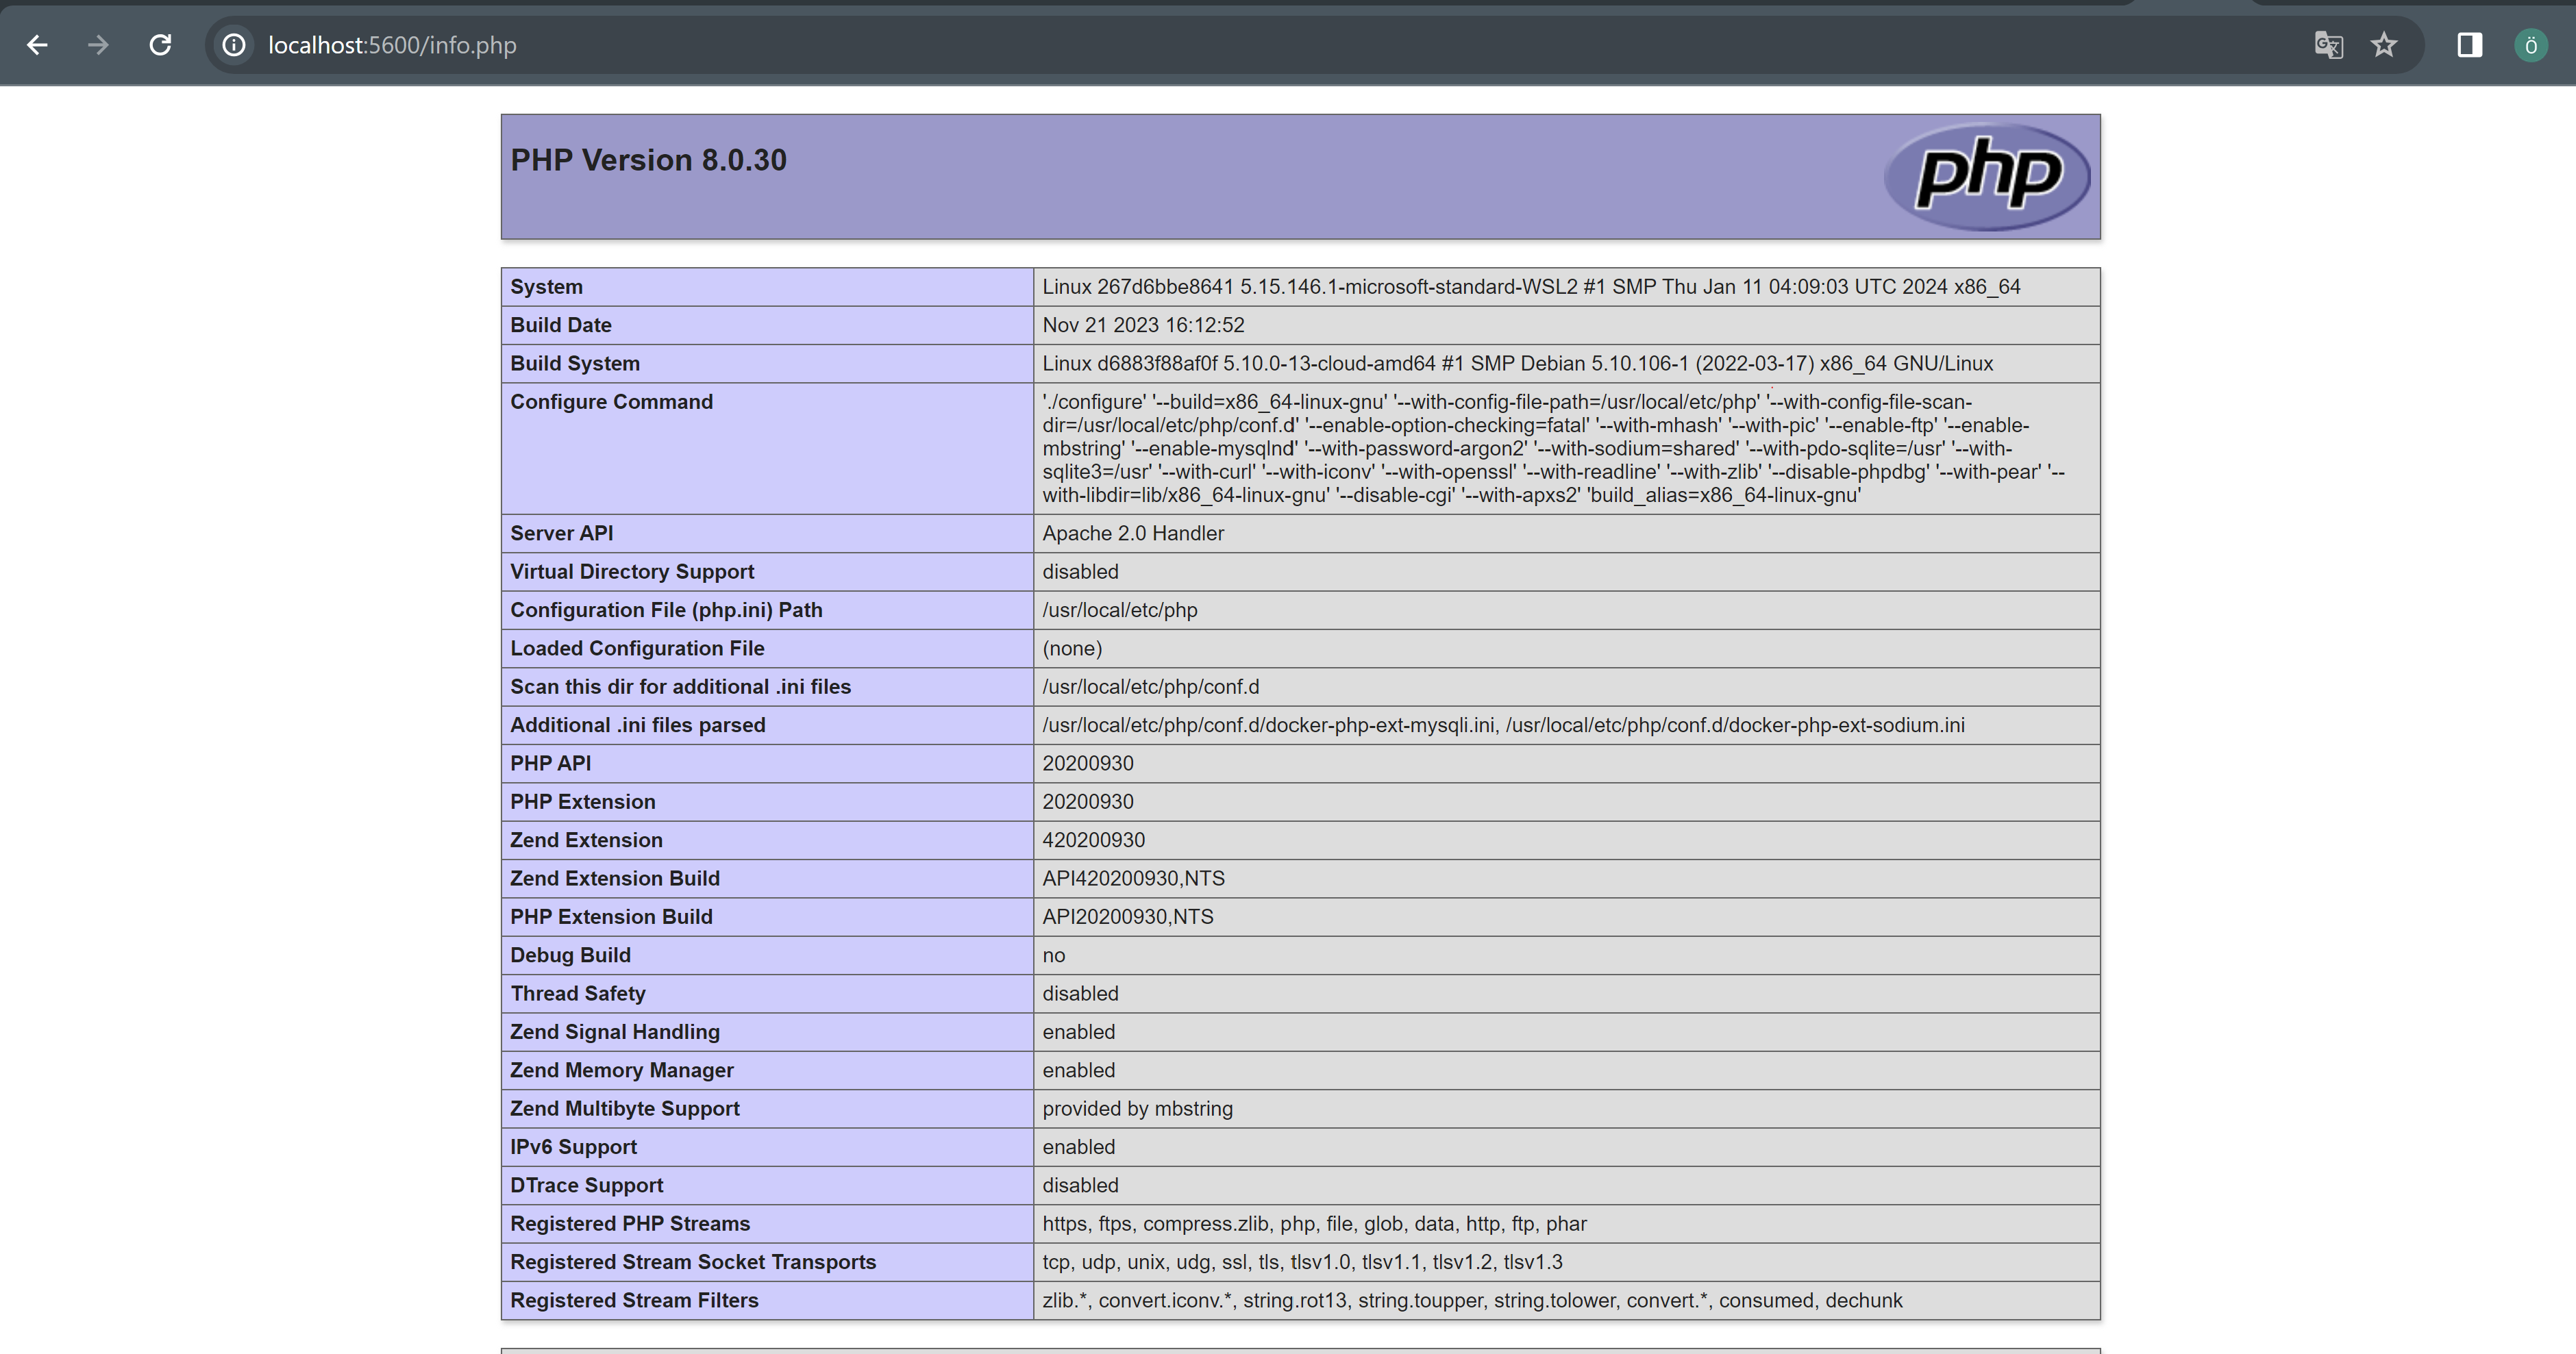 localhost:5600/info.php
Ö
PHP Version 8.0.30
php
System Linux 267d6bbe8641 5.15.146.1-microsoft-standard-WSL2 #1 SMP Thu Jan 11 04:09:03 UTC 2024 x86_64
Build Date Nov 21 2023 16:12:52
Build System Linux d6883f88af0f 5.10.0-13-cloud-amd64 #1 SMP Debian 5.10.106-1 (2022-03-17) x86_64 GNU/Linux
Configure Command './configure' '--build=x86_64-linux-gnu' '--with-config-file-path=/usr/local/etc/php' '--with-config-file-scan-
dir=/usr/local/etc/php/conf.d' '--enable-option-checking=fatal' '--with-mhash' '--with-pic' '--enable-ftp' '--enable-
mbstring' '--enable-mysqlnd' '--with-password-argon2' '--with-sodium=shared' '--with-pdo-sqlite=/usr' '--with-
sqlite3=/usr' '--with-curl' '--with-iconv' '--with-openssl' '--with-readline' '--with-zlib' '--disable-phpdbg' '--with-pear' '--
with-libdir=lib/x86_64-linux-gnu' '--disable-cgi' '--with-apxs2' 'build_alias=x86_64-linux-gnu'
Server API Apache 2.0 Handler
Virtual Directory Support disabled
Configuration File (php.ini) Path /usr/local/etc/php
Loaded Configuration File (none)
Scan this dir for additional .ini files /usr/local/etc/php/conf.d
Additional .ini files parsed /usr/local/etc/php/conf.d/docker-php-ext-mysqli.ini, /usr/local/etc/php/conf.d/docker-php-ext-sodium.ini
PHP API 20200930
PHP Extension 20200930
Zend Extension 420200930
Zend Extension Build API420200930,NTS
PHP Extension Build API20200930,NTS
Debug Build no
Thread Safety disabled
Zend Signal Handling enabled
Zend Memory Manager enabled
Zend Multibyte Support provided by mbstring
IPv6 Support enabled
DTrace Support disabled
Registered PHP Streams https, ftps, compress.zlib, php, file, glob, data, http, ftp, phar
Registered Stream Socket Transports tcp, udp, unix, udg, ssl, tls, tlsv1.0, tlsv1.1, tlsv1.2, tlsv1.3
Registered Stream Filters zlib.*, convert.iconv.*, string.rot13, string.toupper, string.tolower, convert.*, consumed, dechunk